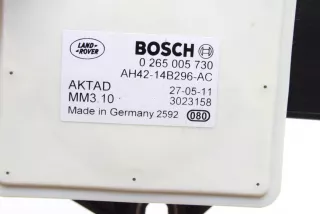 LAND ROVER
BOSCH
0 265 005 730
AH42-14B296-AC
AKTAD 27-05-11
MM3.10 3023158
Made in Germany 2592 080